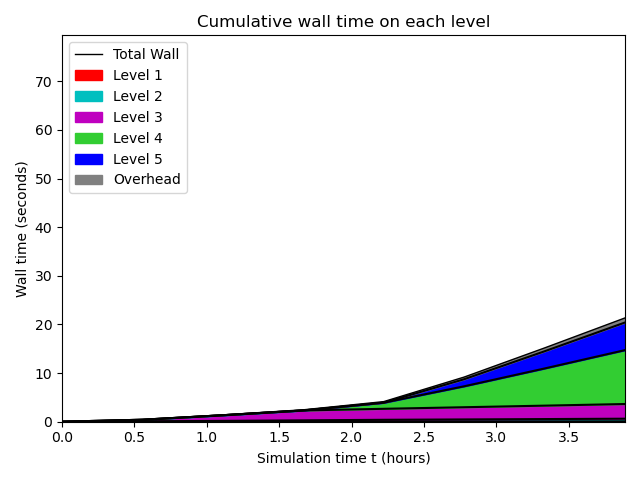 Cumulative wall time on each level
Total Wall
Level 1
Level 2
Level 3
Level 4
Level 5
Overhead
Wall time (seconds)
70
60
50
40
30
20
10
0
0.0 0.5 1.0 1.5 2.0 2.5 3.0 3.5
Simulation time t (hours)